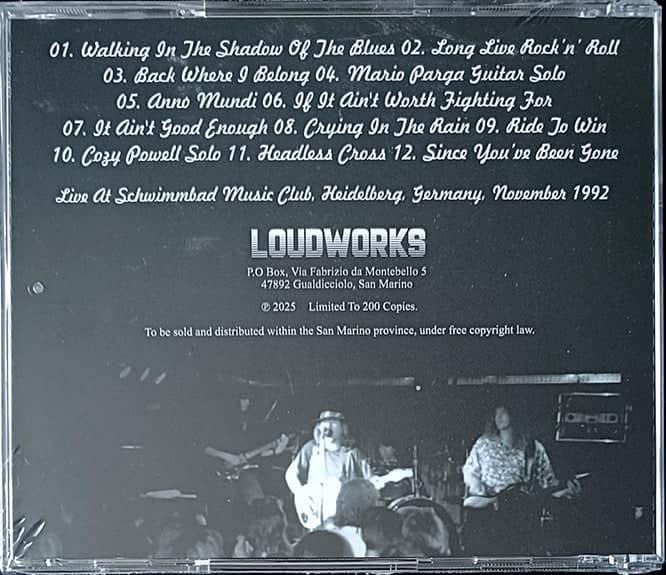 01. Walking In The Shadow Of The Blues 02. Long Live Rock'n' Roll
03. Back Where I Belong 04. Mario Parga Guitar Solo
05. Anno Mundi 06. If It Ain't Worth Fighting For
07. It Ain't Good Enough 08. Crying In The Rain 09. Ride To Win
10. Cozy Powell Solo 11. Headless Cross 12. Since You've Been Gone
Live At Schwimmbad Music Club, Heidelberg, Germany, November 1992
LOUDWORKS
P.O Box, Via Fabrizio da Montebello 5
47892 Gualdicciolo, San Marino
℗ 2025 Limited To 200 Copies.
To be sold and distributed within the San Marino province, under free copyright law.